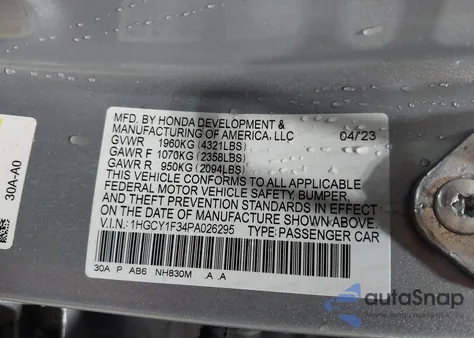 MFD. BY HONDA DEVELOPMENT &
MANUFACTURING OF AMERICA, LLC
GVWR 1960KG (4321LBS) 04/23
GAWR F 1070KG (2358LBS)
GAWR R 950KG (2094LBS)
THIS VEHICLE CONFORMS TO ALL APPLICABLE
FEDERAL MOTOR VEHICLE SAFETY, BUMPER,
AND THEFT PREVENTION STANDARDS IN EFFECT
ON THE DATE OF MANUFACTURE SHOWN ABOVE.
V.I.N.: 1HGCY1F34PA026295 TYPE: PASSENGER CAR
30A P AB6 NH830M .A .A
30A-A0
autoSnap